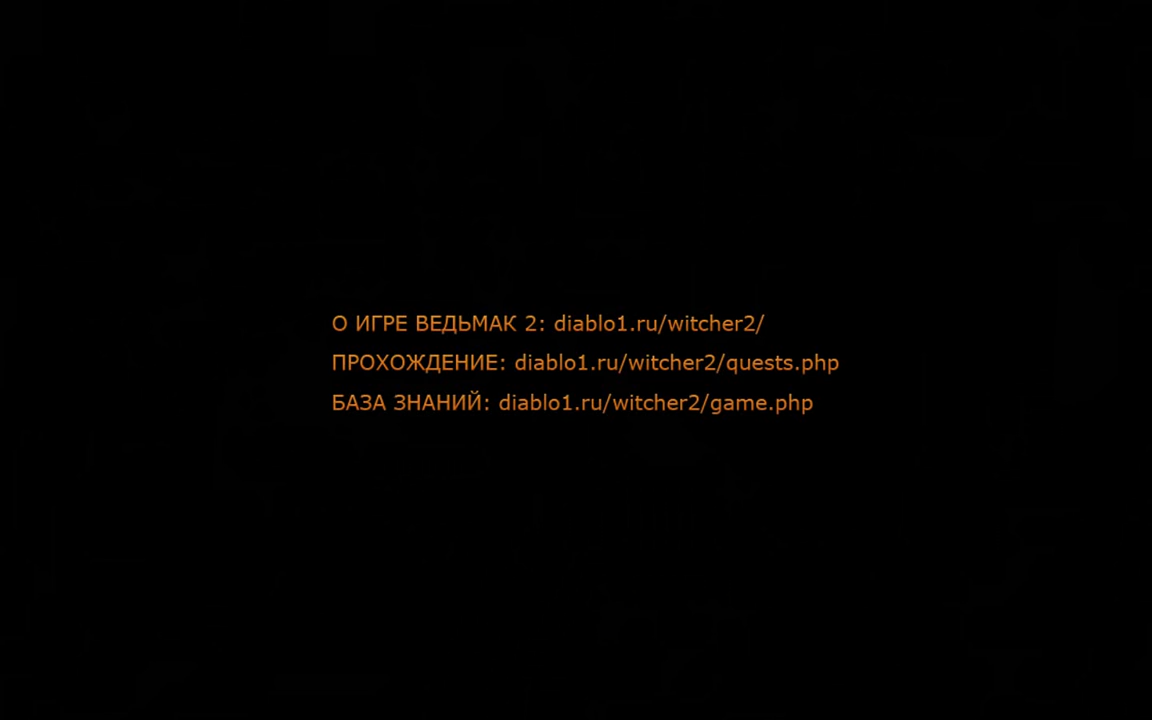 О ИГРЕ ВЕДЬМАК 2: diablo1.ru/witcher2/
ПРОХОЖДЕНИЕ: diablo1.ru/witcher2/quests.php
БАЗА ЗНАНИЙ: diablo1.ru/witcher2/game.php